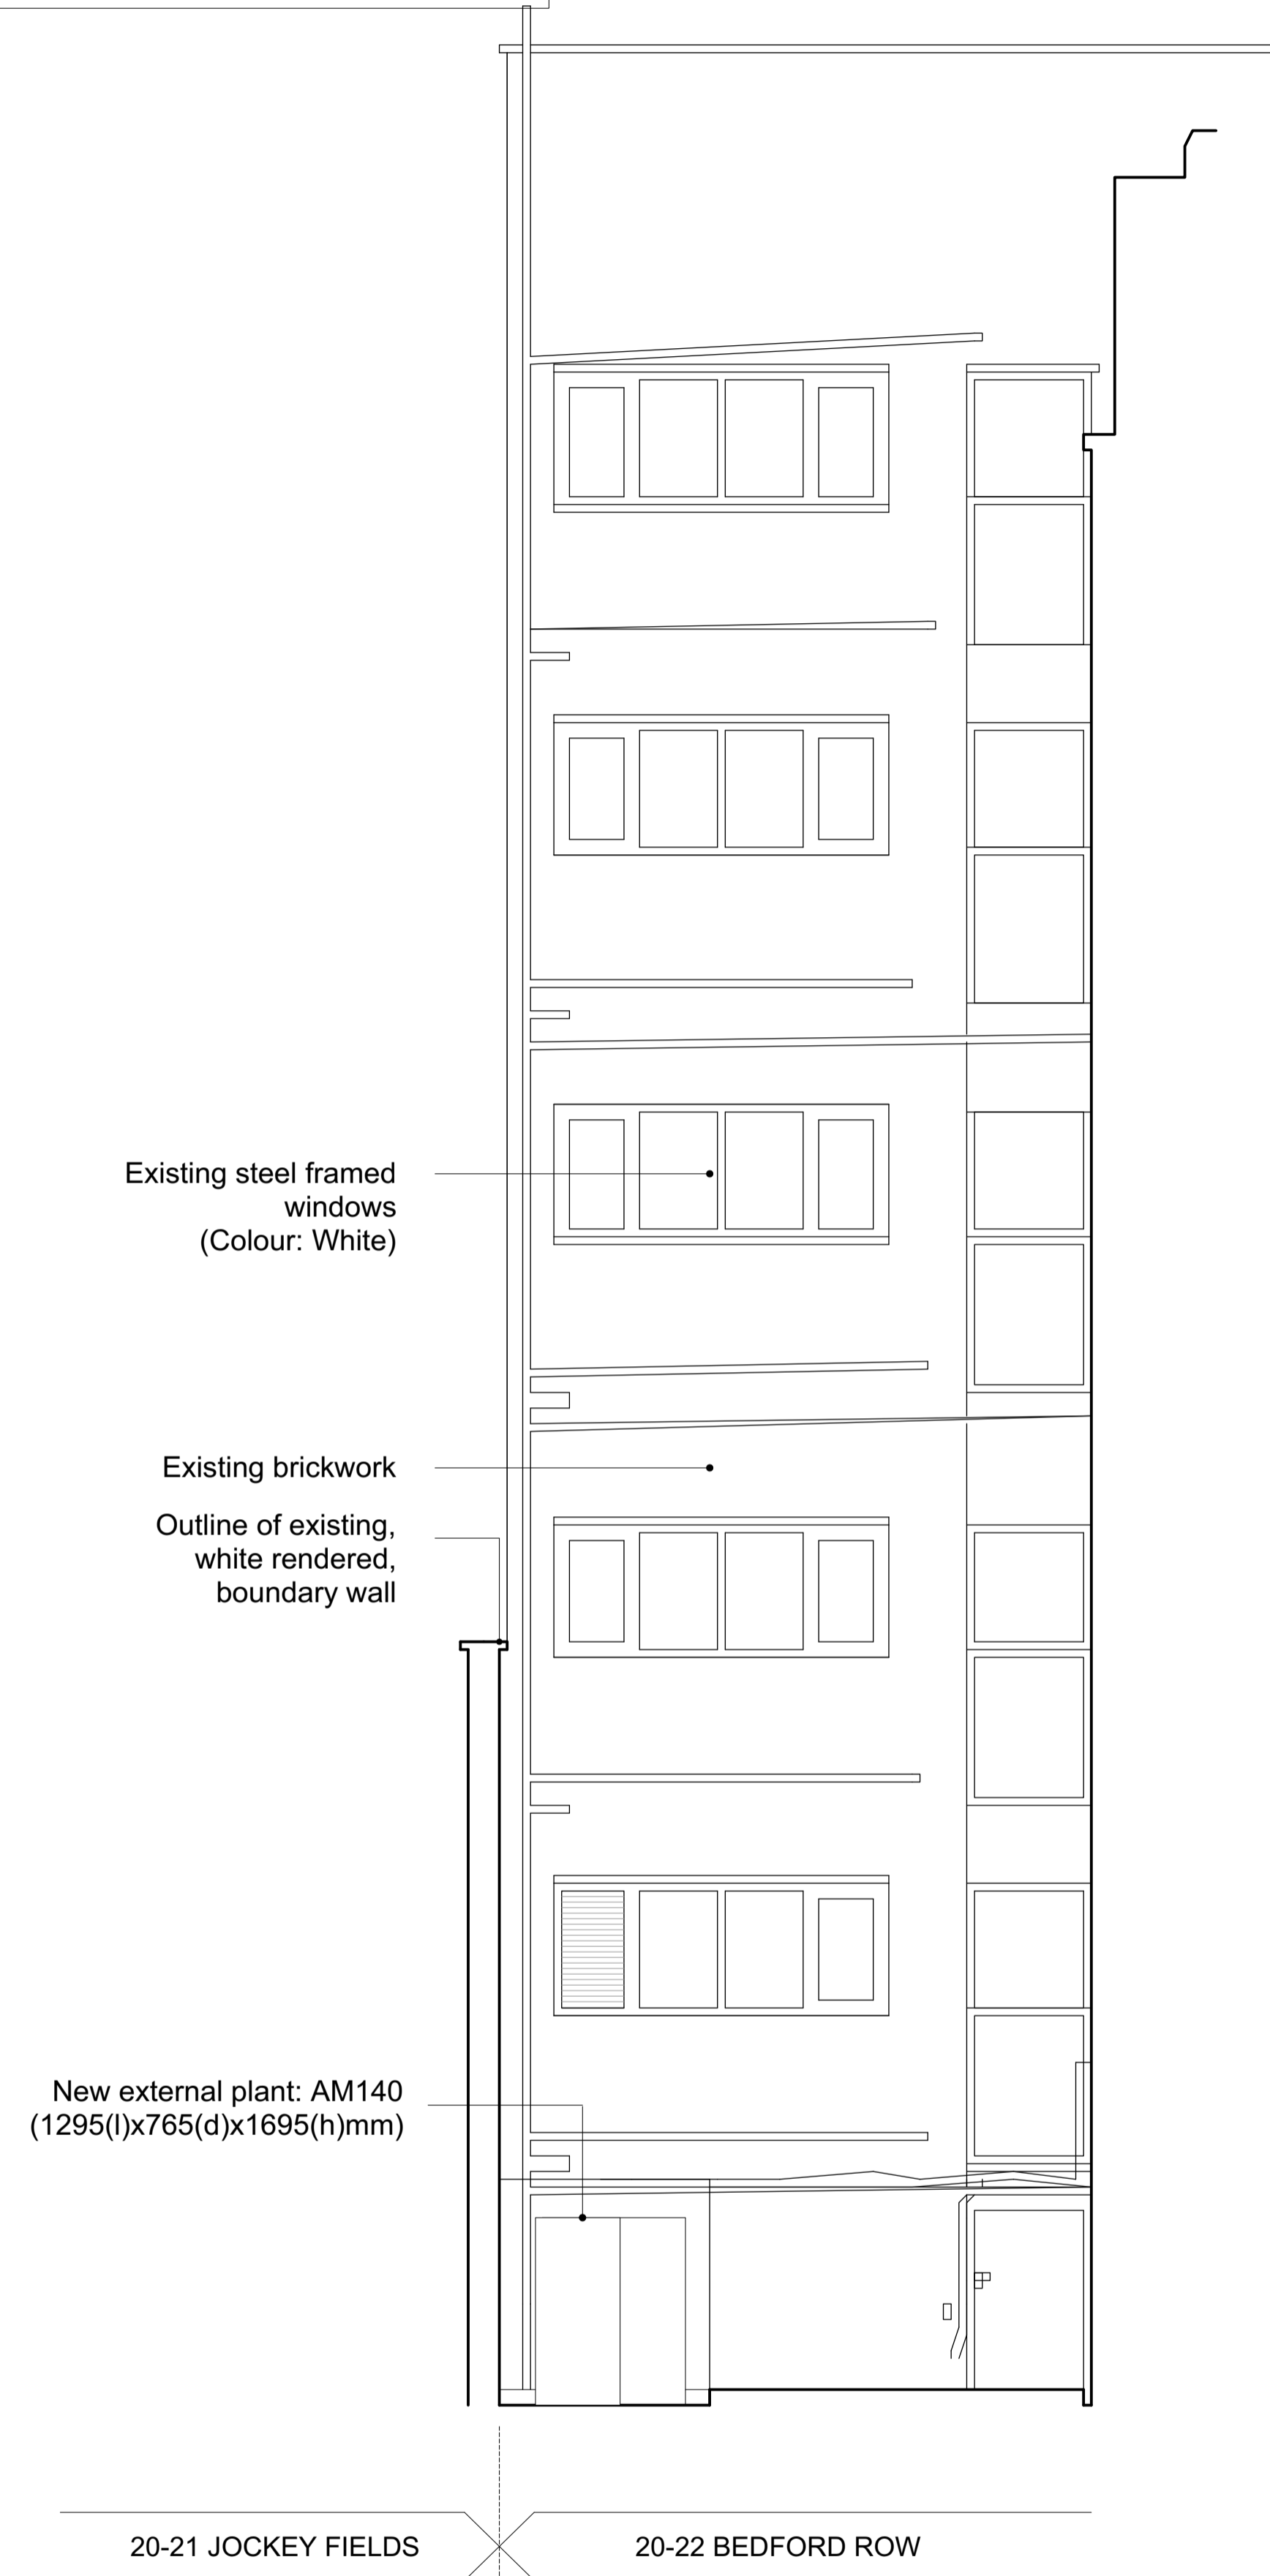 Existing steel framed
windows
(Colour: White)
Existing brickwork
Outline of existing,
white rendered,
boundary wall
New external plant: AM140
(1295(l)x765(d)x1695(h)mm)
20-21 JOCKEY FIELDS
20-22 BEDFORD ROW